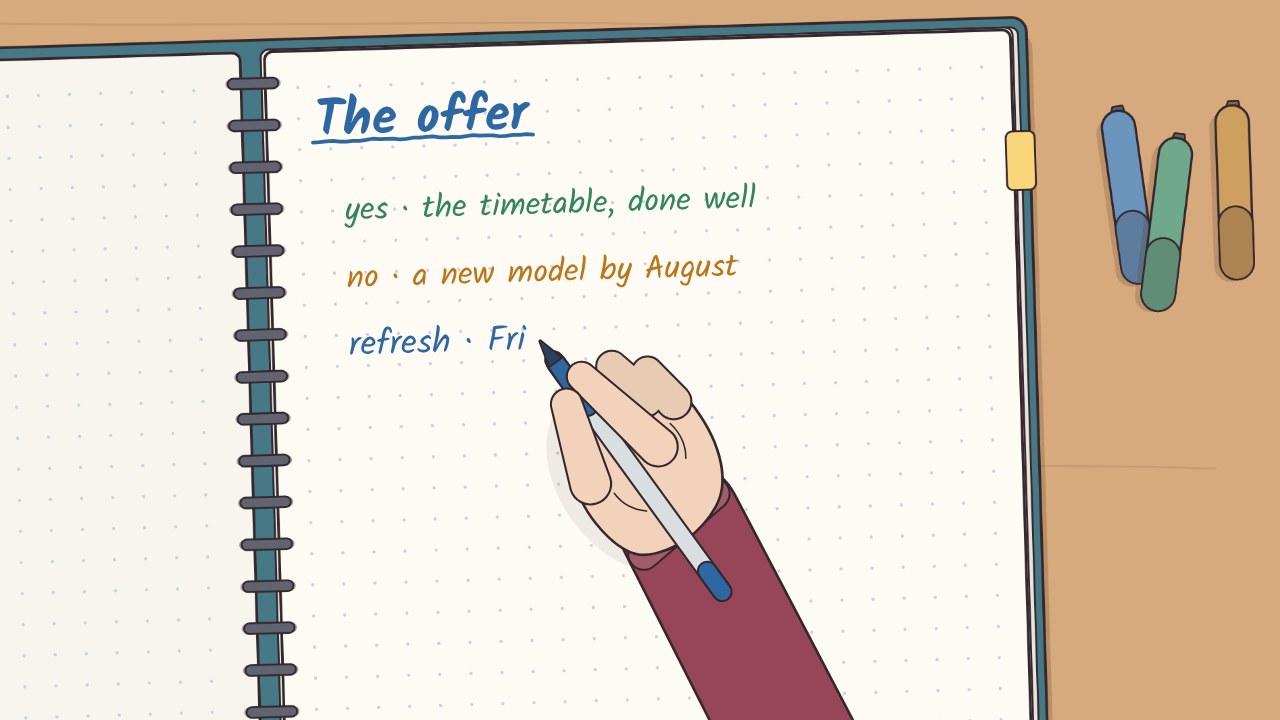 The offer
yes · the timetable, done well
no · a new model by August
refresh · Fri